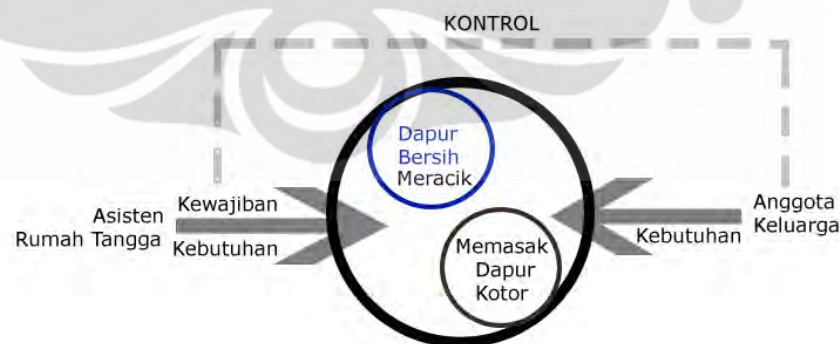 KONTROL
Dapur
Bersih
Meracik
Asisten
Rumah Tangga
Kewajiban
Kebutuhan
Memasak
Dapur
Kotor
Kebutuhan
Anggota
Keluarga